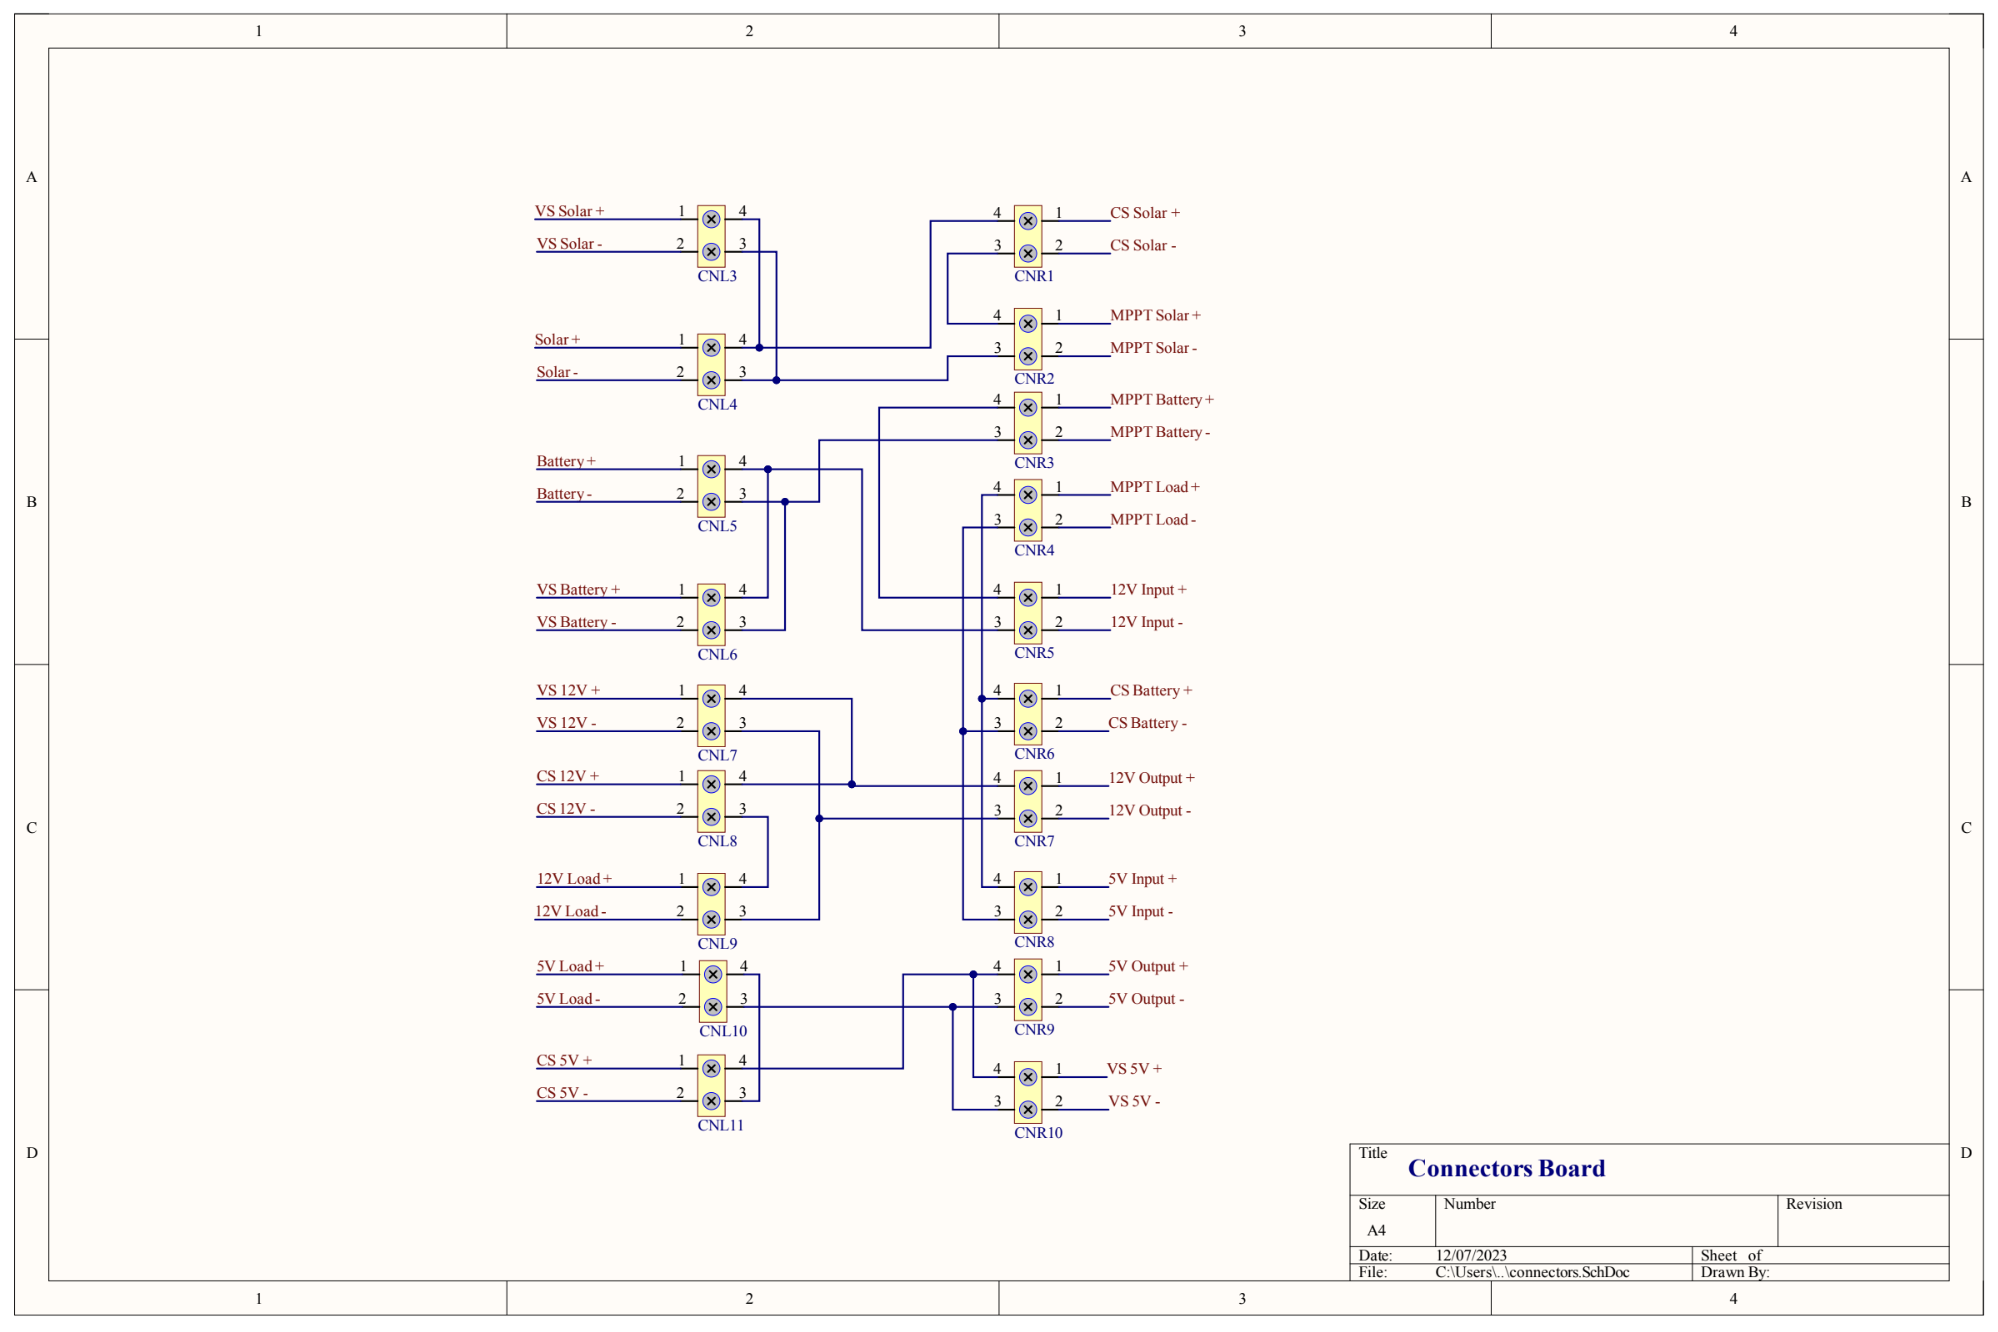 1 2 3 4
A A
VS Solar + 1 4
VS Solar - 2 3
CNL3
4 1 CS Solar +
3 2 CS Solar -
CNR1
4 1 MPPT Solar +
3 2 MPPT Solar -
CNR2
Solar + 1 4
Solar - 2 3
CNL4
4 1 MPPT Battery +
3 2 MPPT Battery -
CNR3
Battery + 1 4
Battery - 2 3
CNL5
B B
4 1 MPPT Load +
3 2 MPPT Load -
CNR4
VS Battery + 1 4
VS Battery - 2 3
CNL6
4 1 12V Input +
3 2 12V Input -
CNR5
VS 12V + 1 4
VS 12V - 2 3
CNL7
4 1 CS Battery +
3 2 CS Battery -
CNR6
CS 12V + 1 4
CS 12V - 2 3
CNL8
4 1 12V Output +
3 2 12V Output -
CNR7
C C
12V Load + 1 4
12V Load - 2 3
CNL9
4 1 5V Input +
3 2 5V Input -
CNR8
5V Load + 1 4
5V Load - 2 3
CNL10
4 1 5V Output +
3 2 5V Output -
CNR9
CS 5V + 1 4
CS 5V - 2 3
CNL11
4 1 VS 5V +
3 2 VS 5V -
CNR10
D D
Title
Connectors Board
Size Number Revision
A4
Date: 12/07/2023 Sheet of
File: C:\Users\..\connectors.SchDoc Drawn By:
1 2 3 4